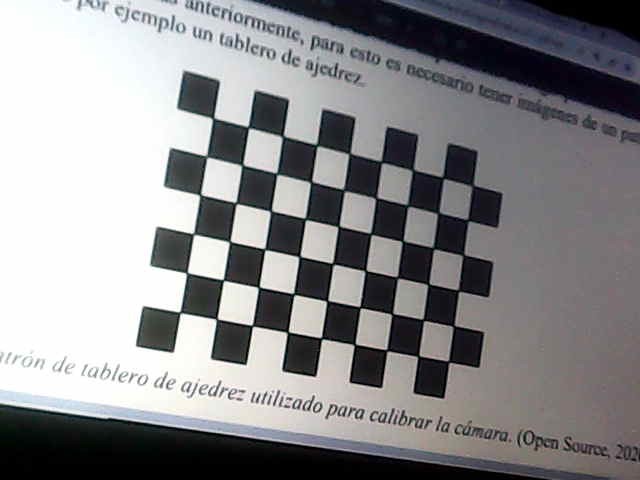 anteriormente, para esto es necesario tener imágenes de un
por ejemplo un tablero de ajedrez.
de tablero de ajedrez utilizado para calibrar la cámara. (Open Source, 2020